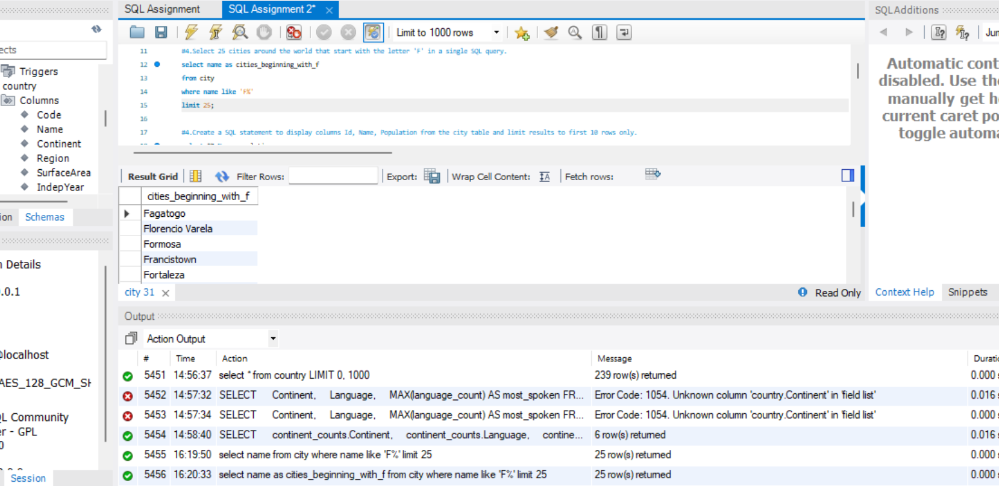 SQL Assignment
SQL Assignment 2*
SQLAdditions
Limit to 1000 rows
ects
Triggers
country
Columns
Code
Name
Continent
Region
SurfaceArea
IndepYear
ion
Schemas
11 #4.Select 25 cities around the world that start with the letter 'F' in a single SQL query.
12 select name as cities_beginning_with_f
13 from city
14 where name like 'F%'
15 limit 25;
16
17 #4.Create a SQL statement to display columns Id, Name, Population from the city table and limit results to first 10 rows only.
Automatic cont
disabled. Use the
manually get he
current caret po
toggle automa
Result Grid
Filter Rows:
Export:
Wrap Cell Content:
Fetch rows:
cities_beginning_with_f
Fagatogo
Florencio Varela
Formosa
Francistown
Fortaleza
city 31
Read Only
Context Help
Snippets
n Details
.0.1
localhost
AES_128_GCM_SH
QL Community
er - GPL
0
Session
Output
Action Output
# Time Action Message Duratio
5451 14:56:37 select * from country LIMIT 0, 1000 239 row(s) returned 0.000 s
5452 14:57:32 SELECT Continent, Language, MAX(language_count) AS most_spoken FR... Error Code: 1054. Unknown column 'country.Continent' in 'field list' 0.016 s
5453 14:57:34 SELECT Continent, Language, MAX(language_count) AS most_spoken FR... Error Code: 1054. Unknown column 'country.Continent' in 'field list' 0.000 s
5454 14:58:40 SELECT continent_counts.Continent, continent_counts.Language, contine... 6 row(s) returned 0.016 s
5455 16:19:50 select name from city where name like 'F%' limit 25 25 row(s) returned 0.000 s
5456 16:20:33 select name as cities_beginning_with_f from city where name like 'F%' limit 25 25 row(s) returned 0.000 s